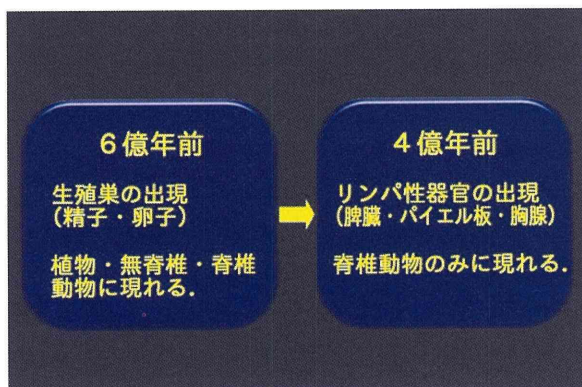 6億年前
生殖巣の出現
(精子・卵子)
植物・無脊椎・脊椎
動物に現れる.
4億年前
リンパ性器官の出現
(脾臓・パイエル板・胸腺)
脊椎動物のみに現れる.